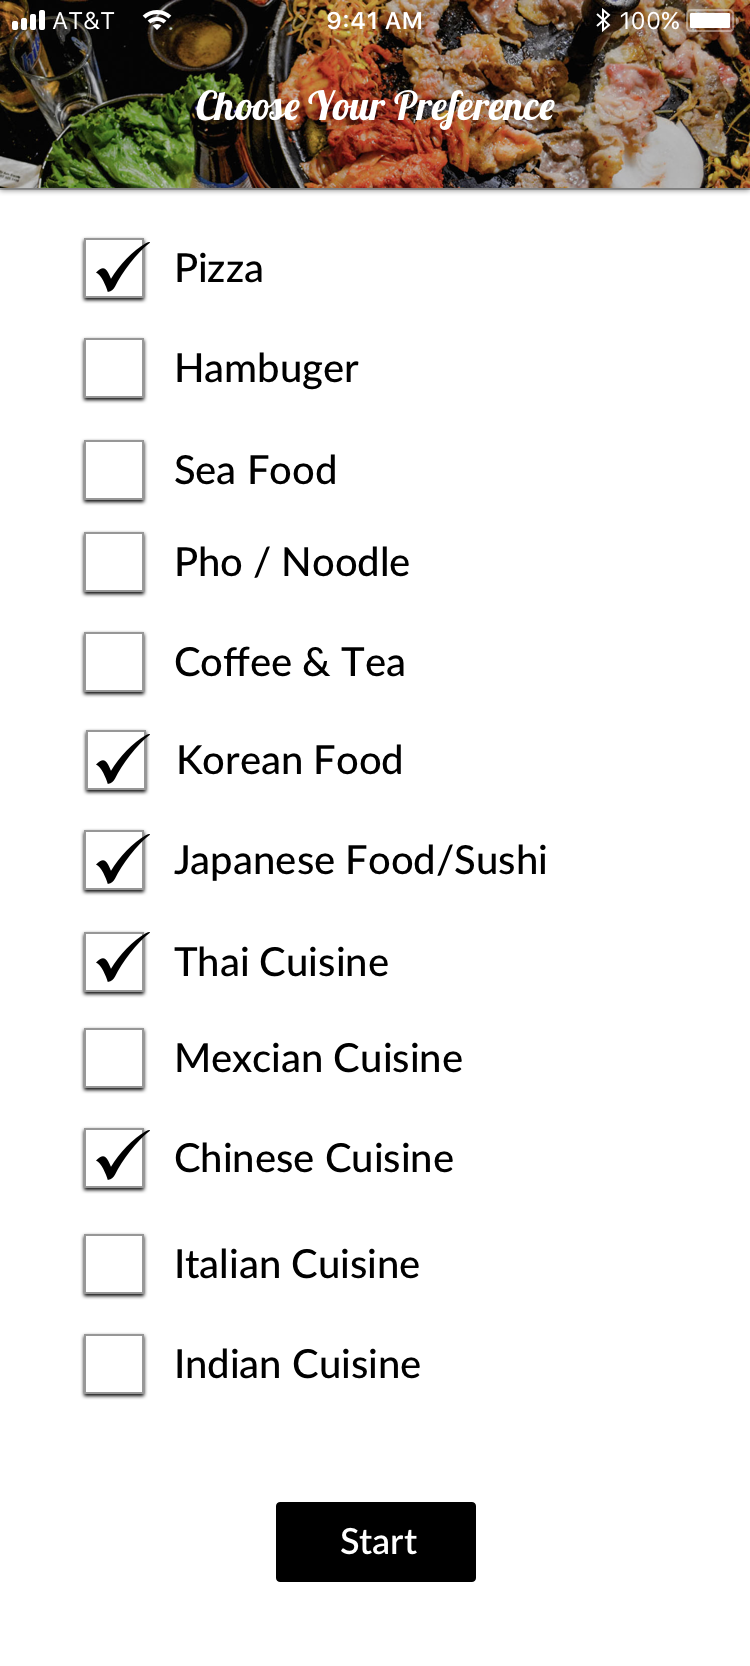 AT&T 9:41 AM 100%
Choose Your Preference
Pizza
Hambuger
Sea Food
Pho / Noodle
Coffee & Tea
Korean Food
Japanese Food/Sushi
Thai Cuisine
Mexcian Cuisine
Chinese Cuisine
Italian Cuisine
Indian Cuisine
Start